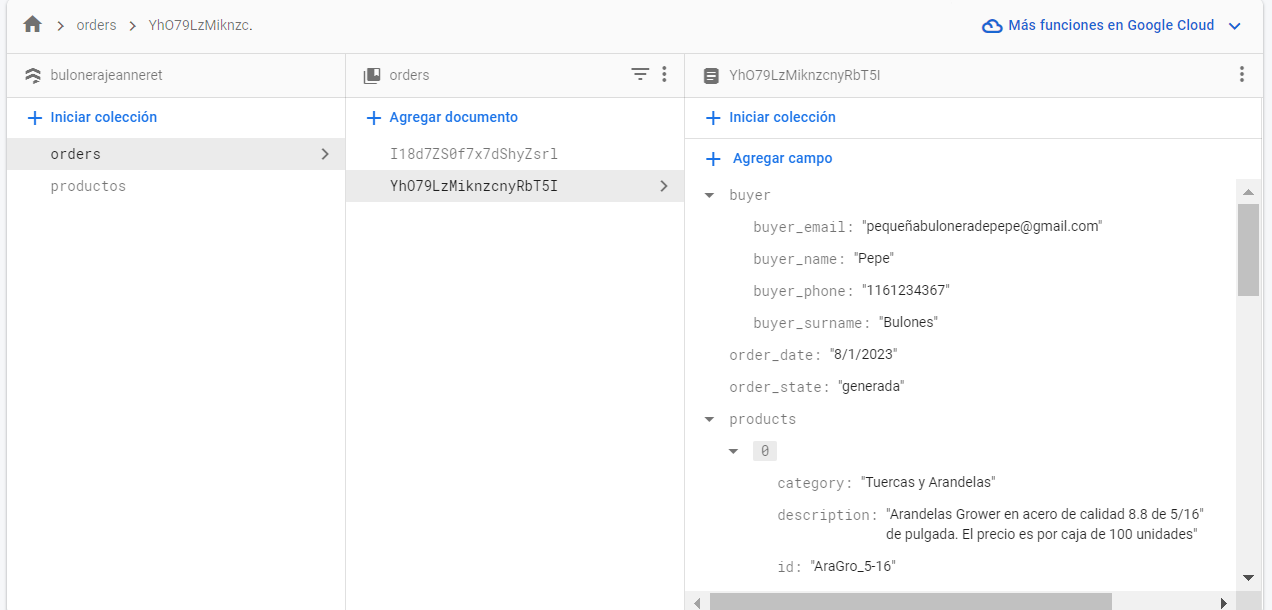 orders
YhO79LzMiknzc.
Más funciones en Google Cloud
bulonerajeanneret
orders
YhO79LzMiknzcnyRbT5I
Iniciar colección
Agregar documento
Iniciar colección
orders
I18d7ZS0f7x7dShyZsrl
Agregar campo
productos
YhO79LzMiknzcnyRbT5I
buyer
buyer_email: "pequeñabuloneradepepe@gmail.com"
buyer_name: "Pepe"
buyer_phone: "1161234367"
buyer_surname: "Bulones"
order_date: "8/1/2023"
order_state: "generada"
products
0
category: "Tuercas y Arandelas"
description: "Arandelas Grower en acero de calidad 8.8 de 5/16"
de pulgada. El precio es por caja de 100 unidades"
id: "AraGro_5-16"